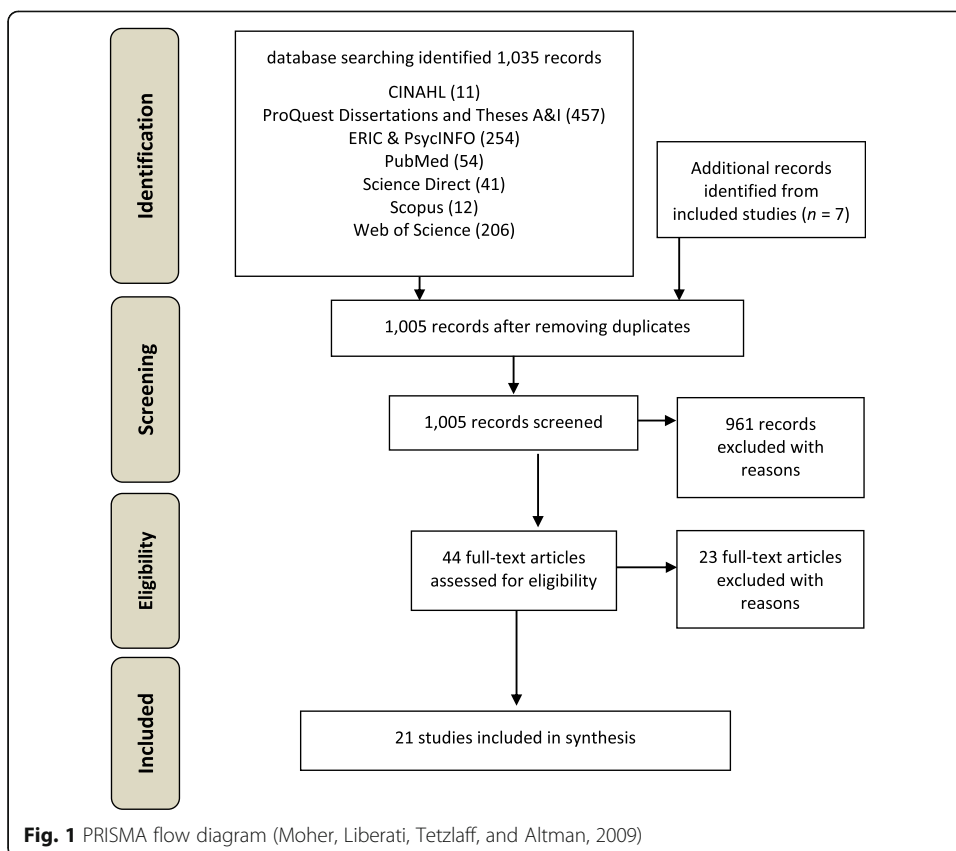 Identification
database searching identified 1,035 records
CINAHL (11)
ProQuest Dissertations and Theses A&I (457)
ERIC & PsycINFO (254)
PubMed (54)
Science Direct (41)
Scopus (12)
Web of Science (206)
Additional records
identified from
included studies (n = 7)
Screening
1,005 records after removing duplicates
1,005 records screened
961 records
excluded with
reasons
Eligibility
44 full-text articles
assessed for eligibility
23 full-text articles
excluded with
reasons
Included
21 studies included in synthesis
Fig. 1 PRISMA flow diagram (Moher, Liberati, Tetzlaff, and Altman, 2009)